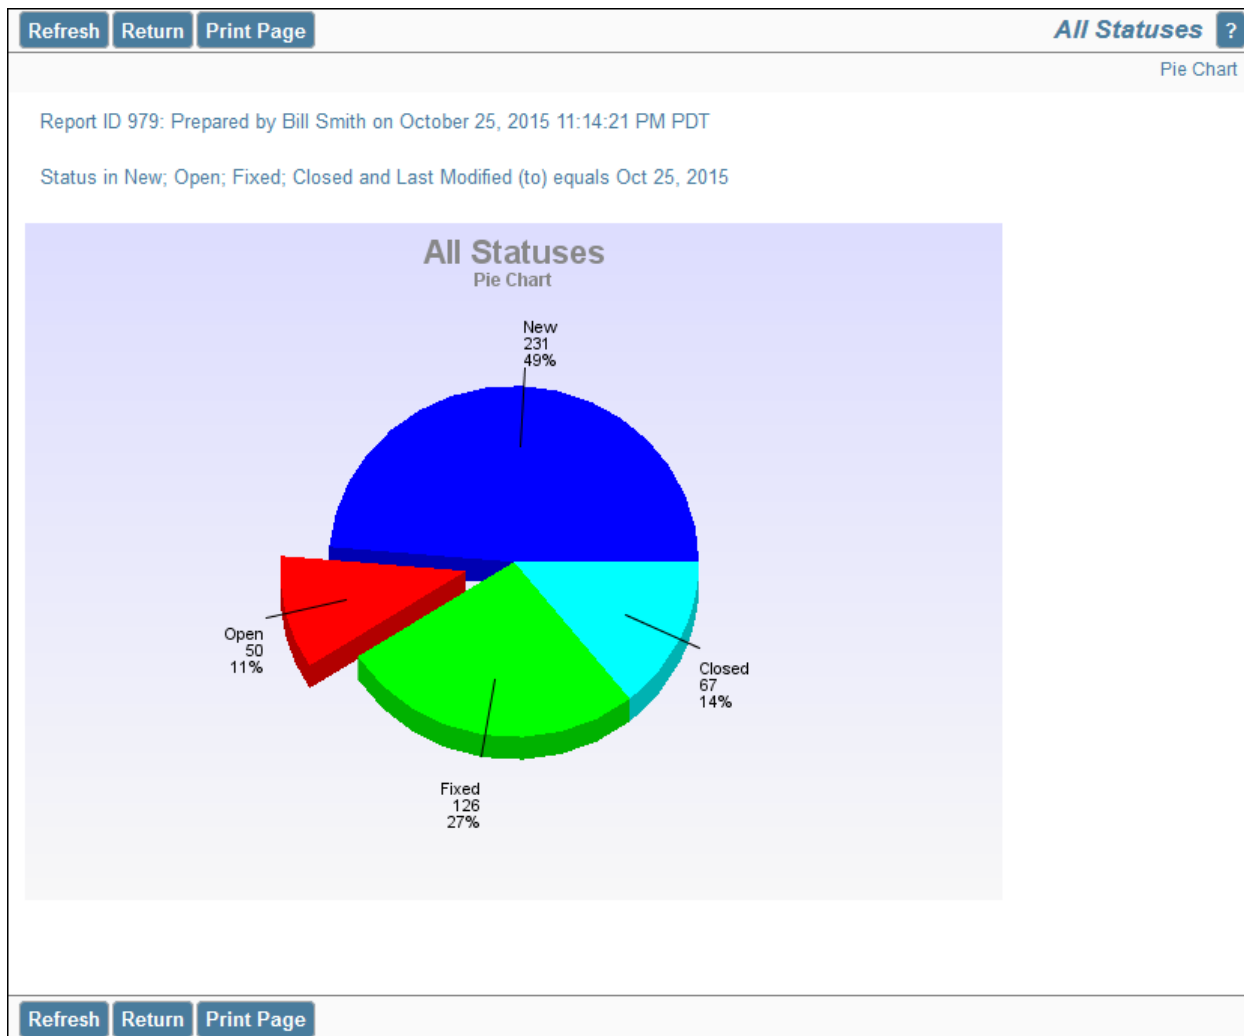 Refresh Return Print Page All Statuses ?
Pie Chart
Report ID 979: Prepared by Bill Smith on October 25, 2015 11:14:21 PM PDT
Status in New; Open; Fixed; Closed and Last Modified (to) equals Oct 25, 2015
All Statuses
Pie Chart
New
231
49%
Open
50
11%
Closed
67
14%
Fixed
126
27%
Refresh Return Print Page